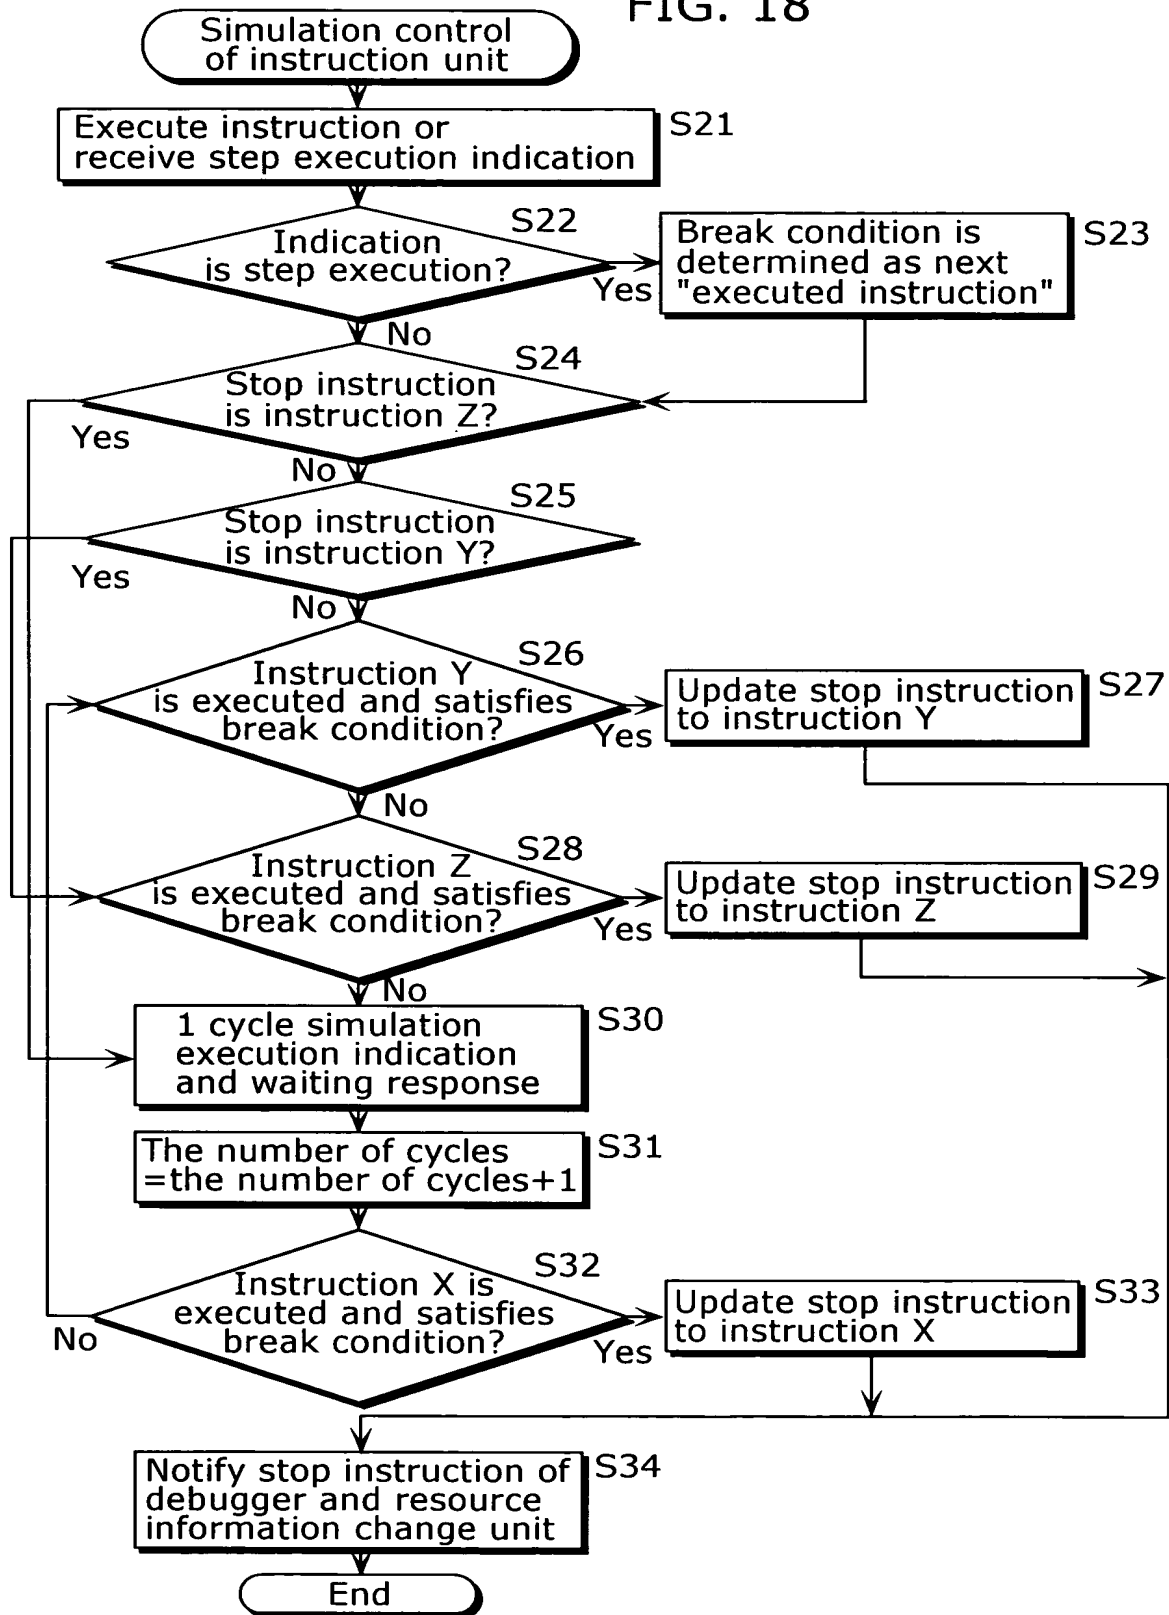 FIG. 18
Simulation control
of instruction unit
Execute instruction or
receive step execution indication
S21
S22
Indication
is step execution?
Yes
No
Break condition is
determined as next
"executed instruction"
S23
S24
Stop instruction
is instruction Z?
Yes
No
S25
Stop instruction
is instruction Y?
Yes
No
S26
Instruction Y
is executed and satisfies
break condition?
Yes
No
Update stop instruction
to instruction Y
S27
S28
Instruction Z
is executed and satisfies
break condition?
Yes
No
Update stop instruction
to instruction Z
S29
1 cycle simulation
execution indication
and waiting response
S30
The number of cycles
=the number of cycles+1
S31
S32
Instruction X is
executed and satisfies
break condition?
No
Yes
Update stop instruction
to instruction X
S33
Notify stop instruction of
debugger and resource
information change unit
S34
End